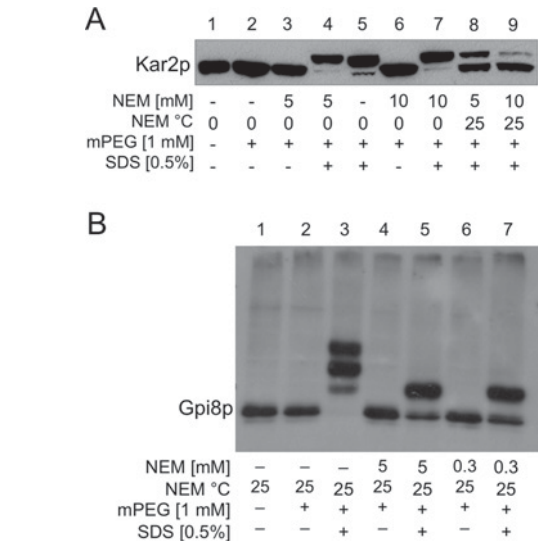 A
1 2 3 4 5 6 7 8 9
Kar2p
NEM [mM] - - 5 5 - 10 10 5 10
NEM °C 0 0 0 0 0 0 0 25 25
mPEG [1 mM] - + + + + + + + +
SDS [0.5%] - - - + + - + + +
B
1 2 3 4 5 6 7
Gpi8p
NEM [mM] – – – 5 5 0.3 0.3
NEM °C 25 25 25 25 25 25 25
mPEG [1 mM] – + + + + + +
SDS [0.5%] – – + – + – +